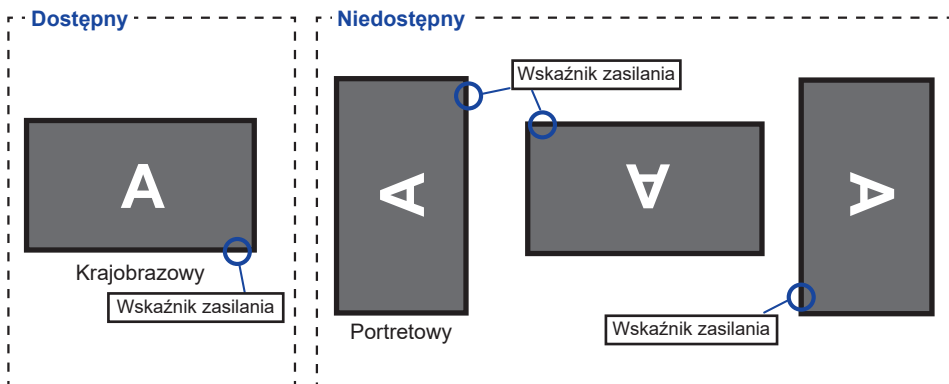 Dostępny
Niedostępny
Wskaźnik zasilania
A
A
A
A
Krajobrazowy
Wskaźnik zasilania
Portretowy
Wskaźnik zasilania